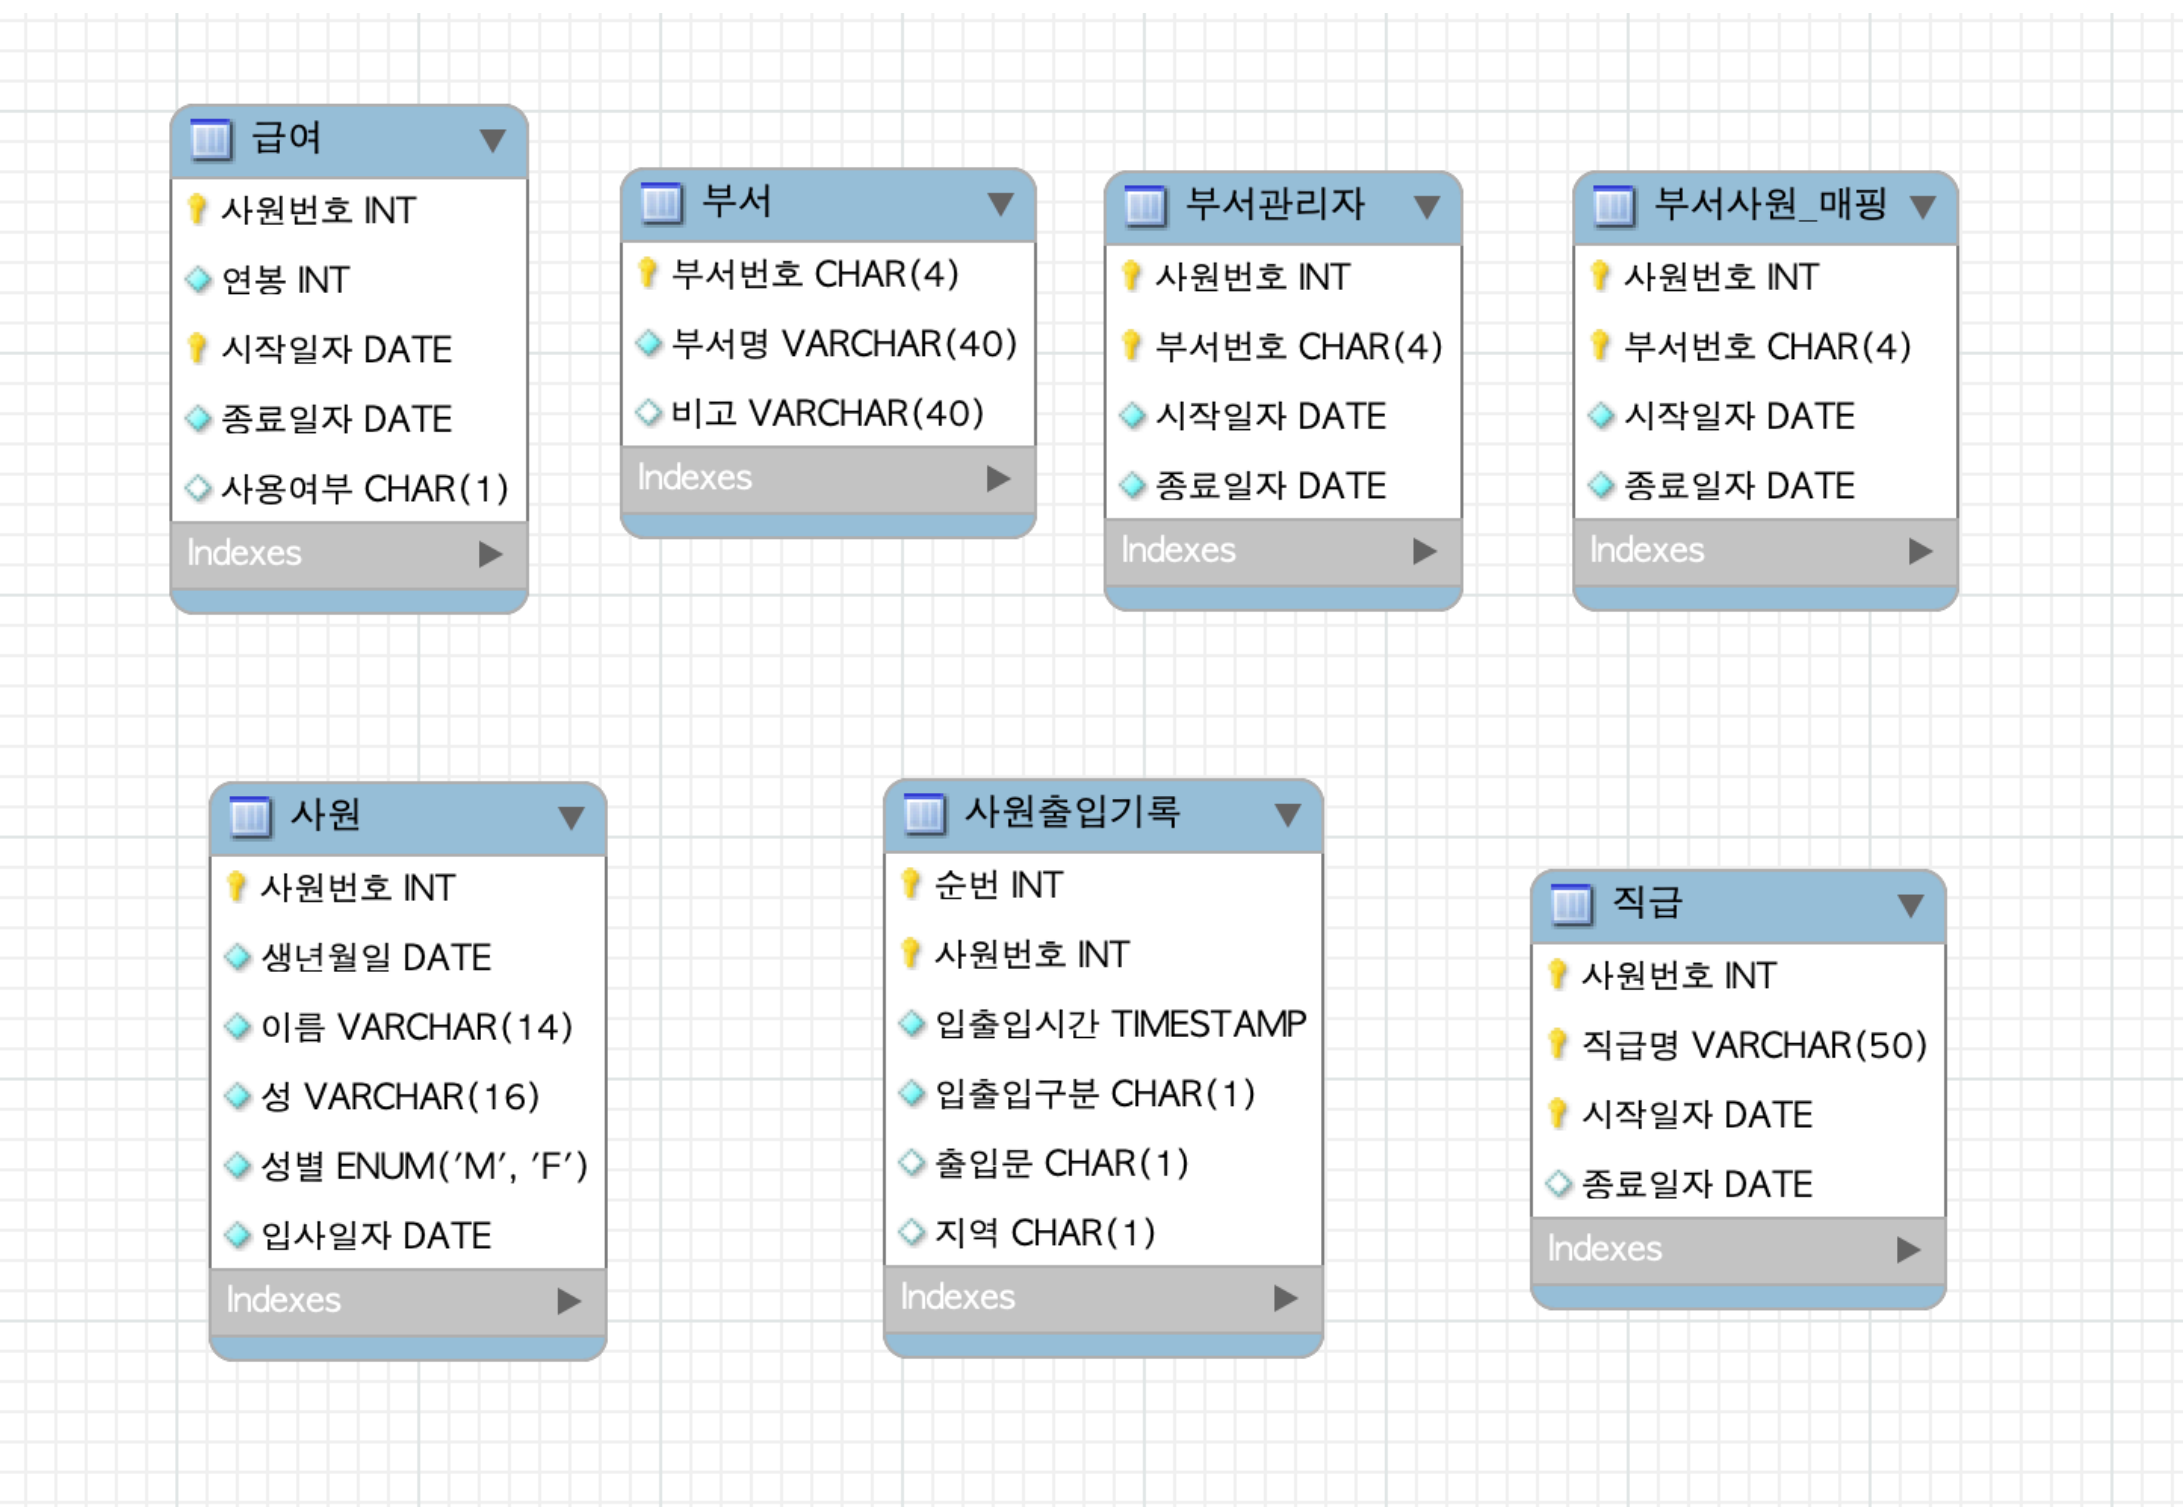 급여
사원번호 INT
연봉 INT
시작일자 DATE
종료일자 DATE
사용여부 CHAR(1)
Indexes
부서
부서번호 CHAR(4)
부서명 VARCHAR(40)
비고 VARCHAR(40)
Indexes
부서관리자
사원번호 INT
부서번호 CHAR(4)
시작일자 DATE
종료일자 DATE
Indexes
부서사원_매핑
사원번호 INT
부서번호 CHAR(4)
시작일자 DATE
종료일자 DATE
Indexes
사원
사원번호 INT
생년월일 DATE
이름 VARCHAR(14)
성 VARCHAR(16)
성별 ENUM('M', 'F')
입사일자 DATE
Indexes
사원출입기록
순번 INT
사원번호 INT
입출입시간 TIMESTAMP
입출입구분 CHAR(1)
출입문 CHAR(1)
지역 CHAR(1)
Indexes
직급
사원번호 INT
직급명 VARCHAR(50)
시작일자 DATE
종료일자 DATE
Indexes